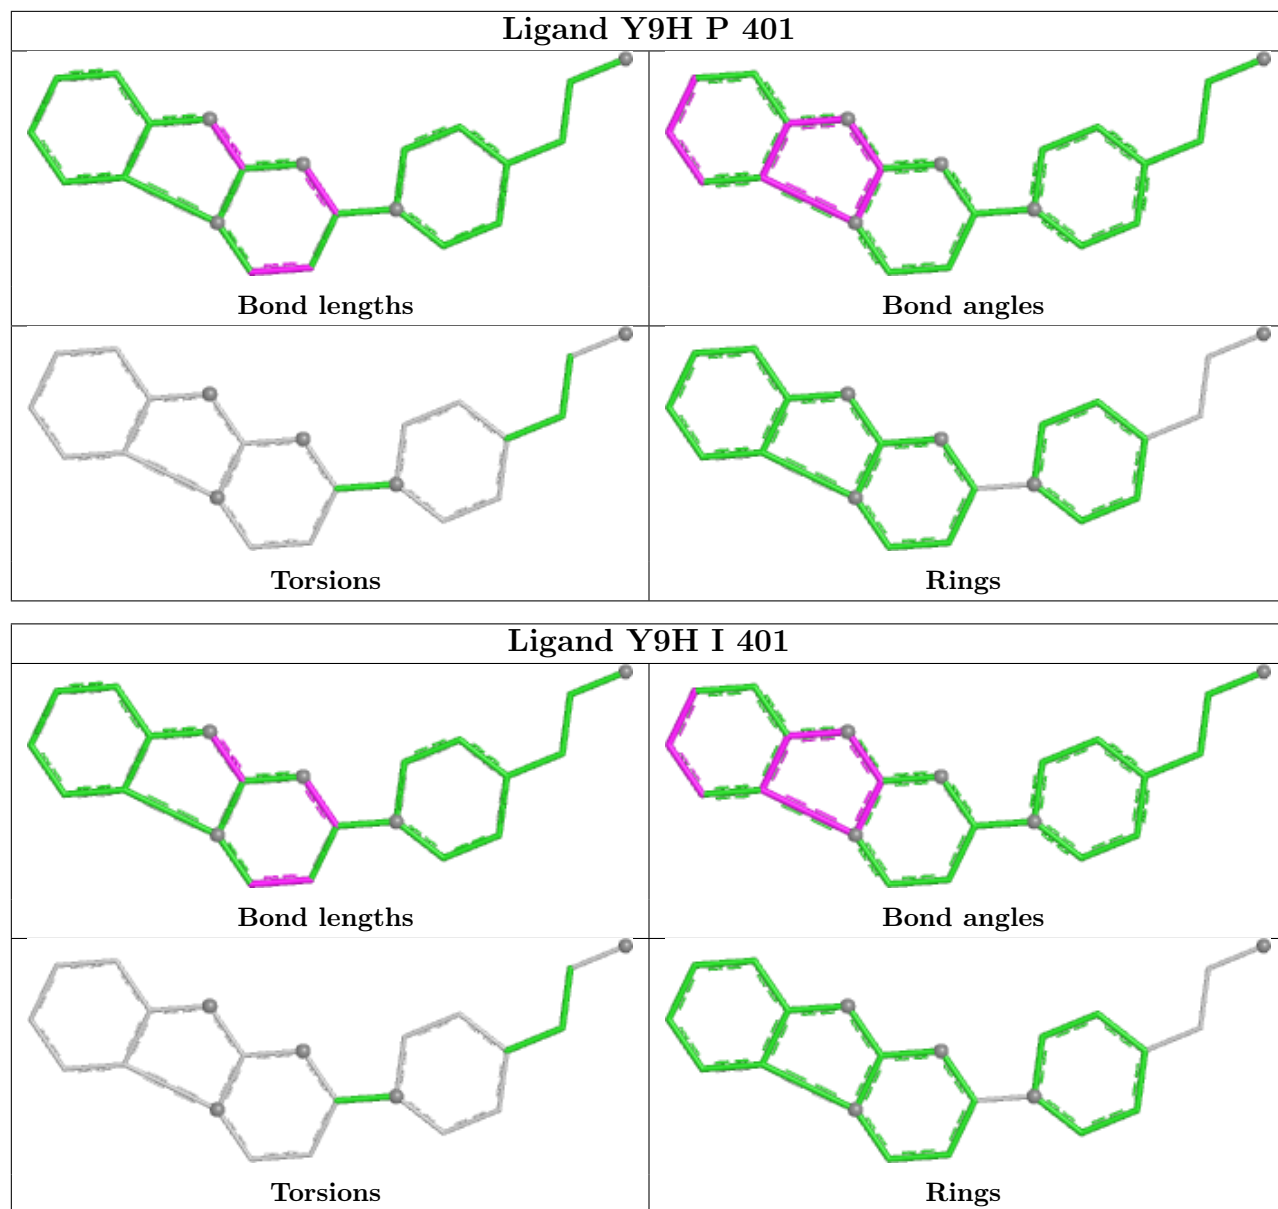 Ligand Y9H P 401
Bond lengths
Bond angles
Torsions
Rings
Ligand Y9H I 401
Bond lengths
Bond angles
Torsions
Rings